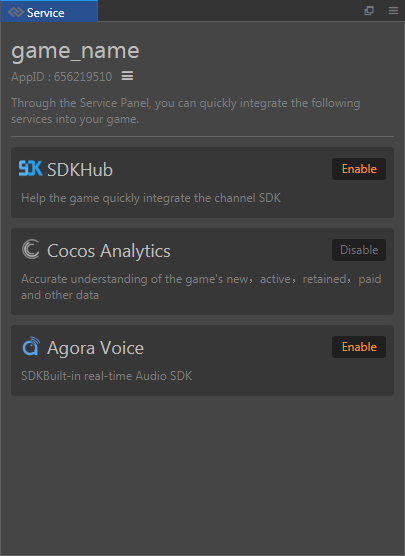 Service
game_name
AppID : 656219510
Through the Service Panel, you can quickly integrate the following
services into your game.
SDK SDKHub Enable
Help the game quickly integrate the channel SDK
Cocos Analytics Disable
Accurate understanding of the game's new，active，retained，paid
and other data
Agora Voice Enable
SDKBuilt-in real-time Audio SDK